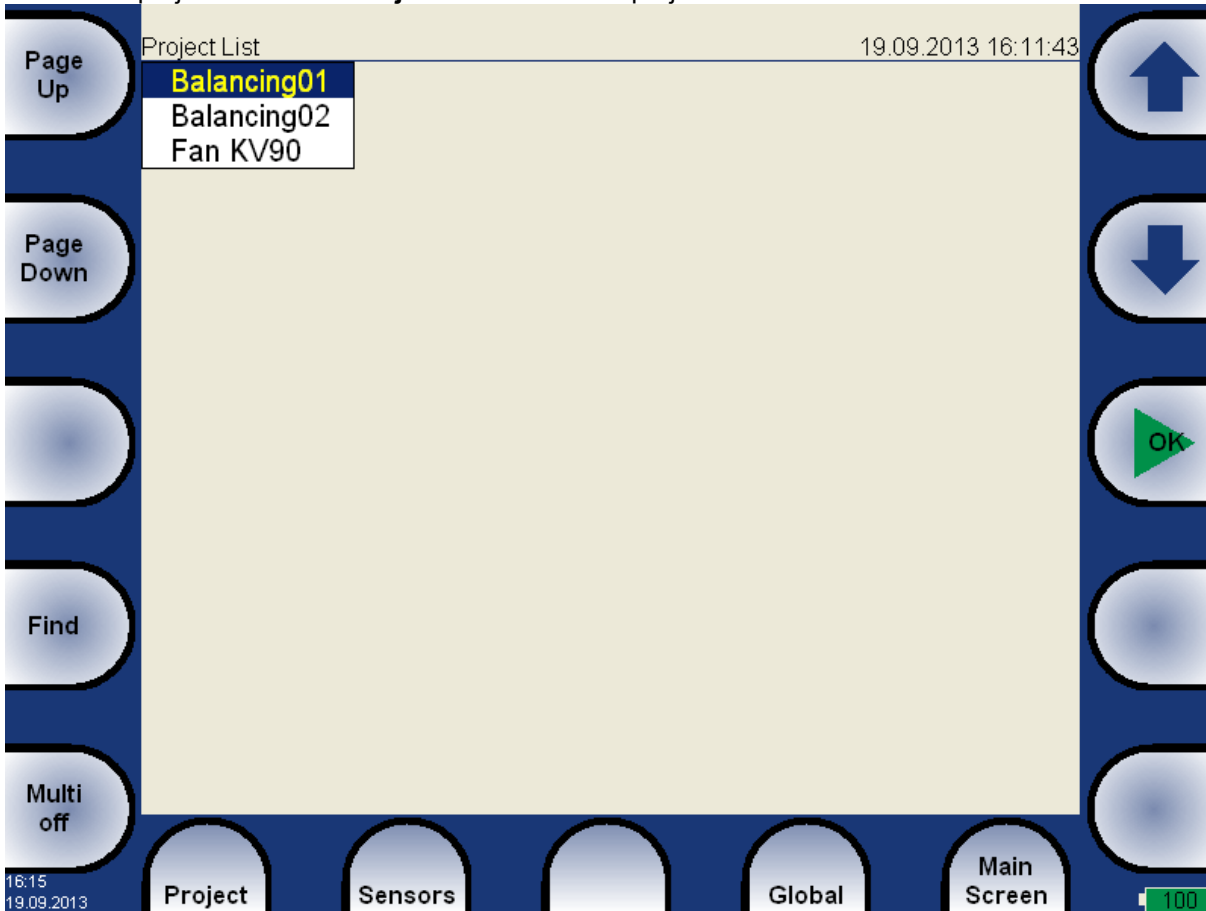 Page
Up
Project List 19.09.2013 16:11:43
Balancing01
Balancing02
Fan KV90
Page
Down
OK
Find
Multi
off
16:15
19.09.2013
Project
Sensors
Global
Main
Screen
100